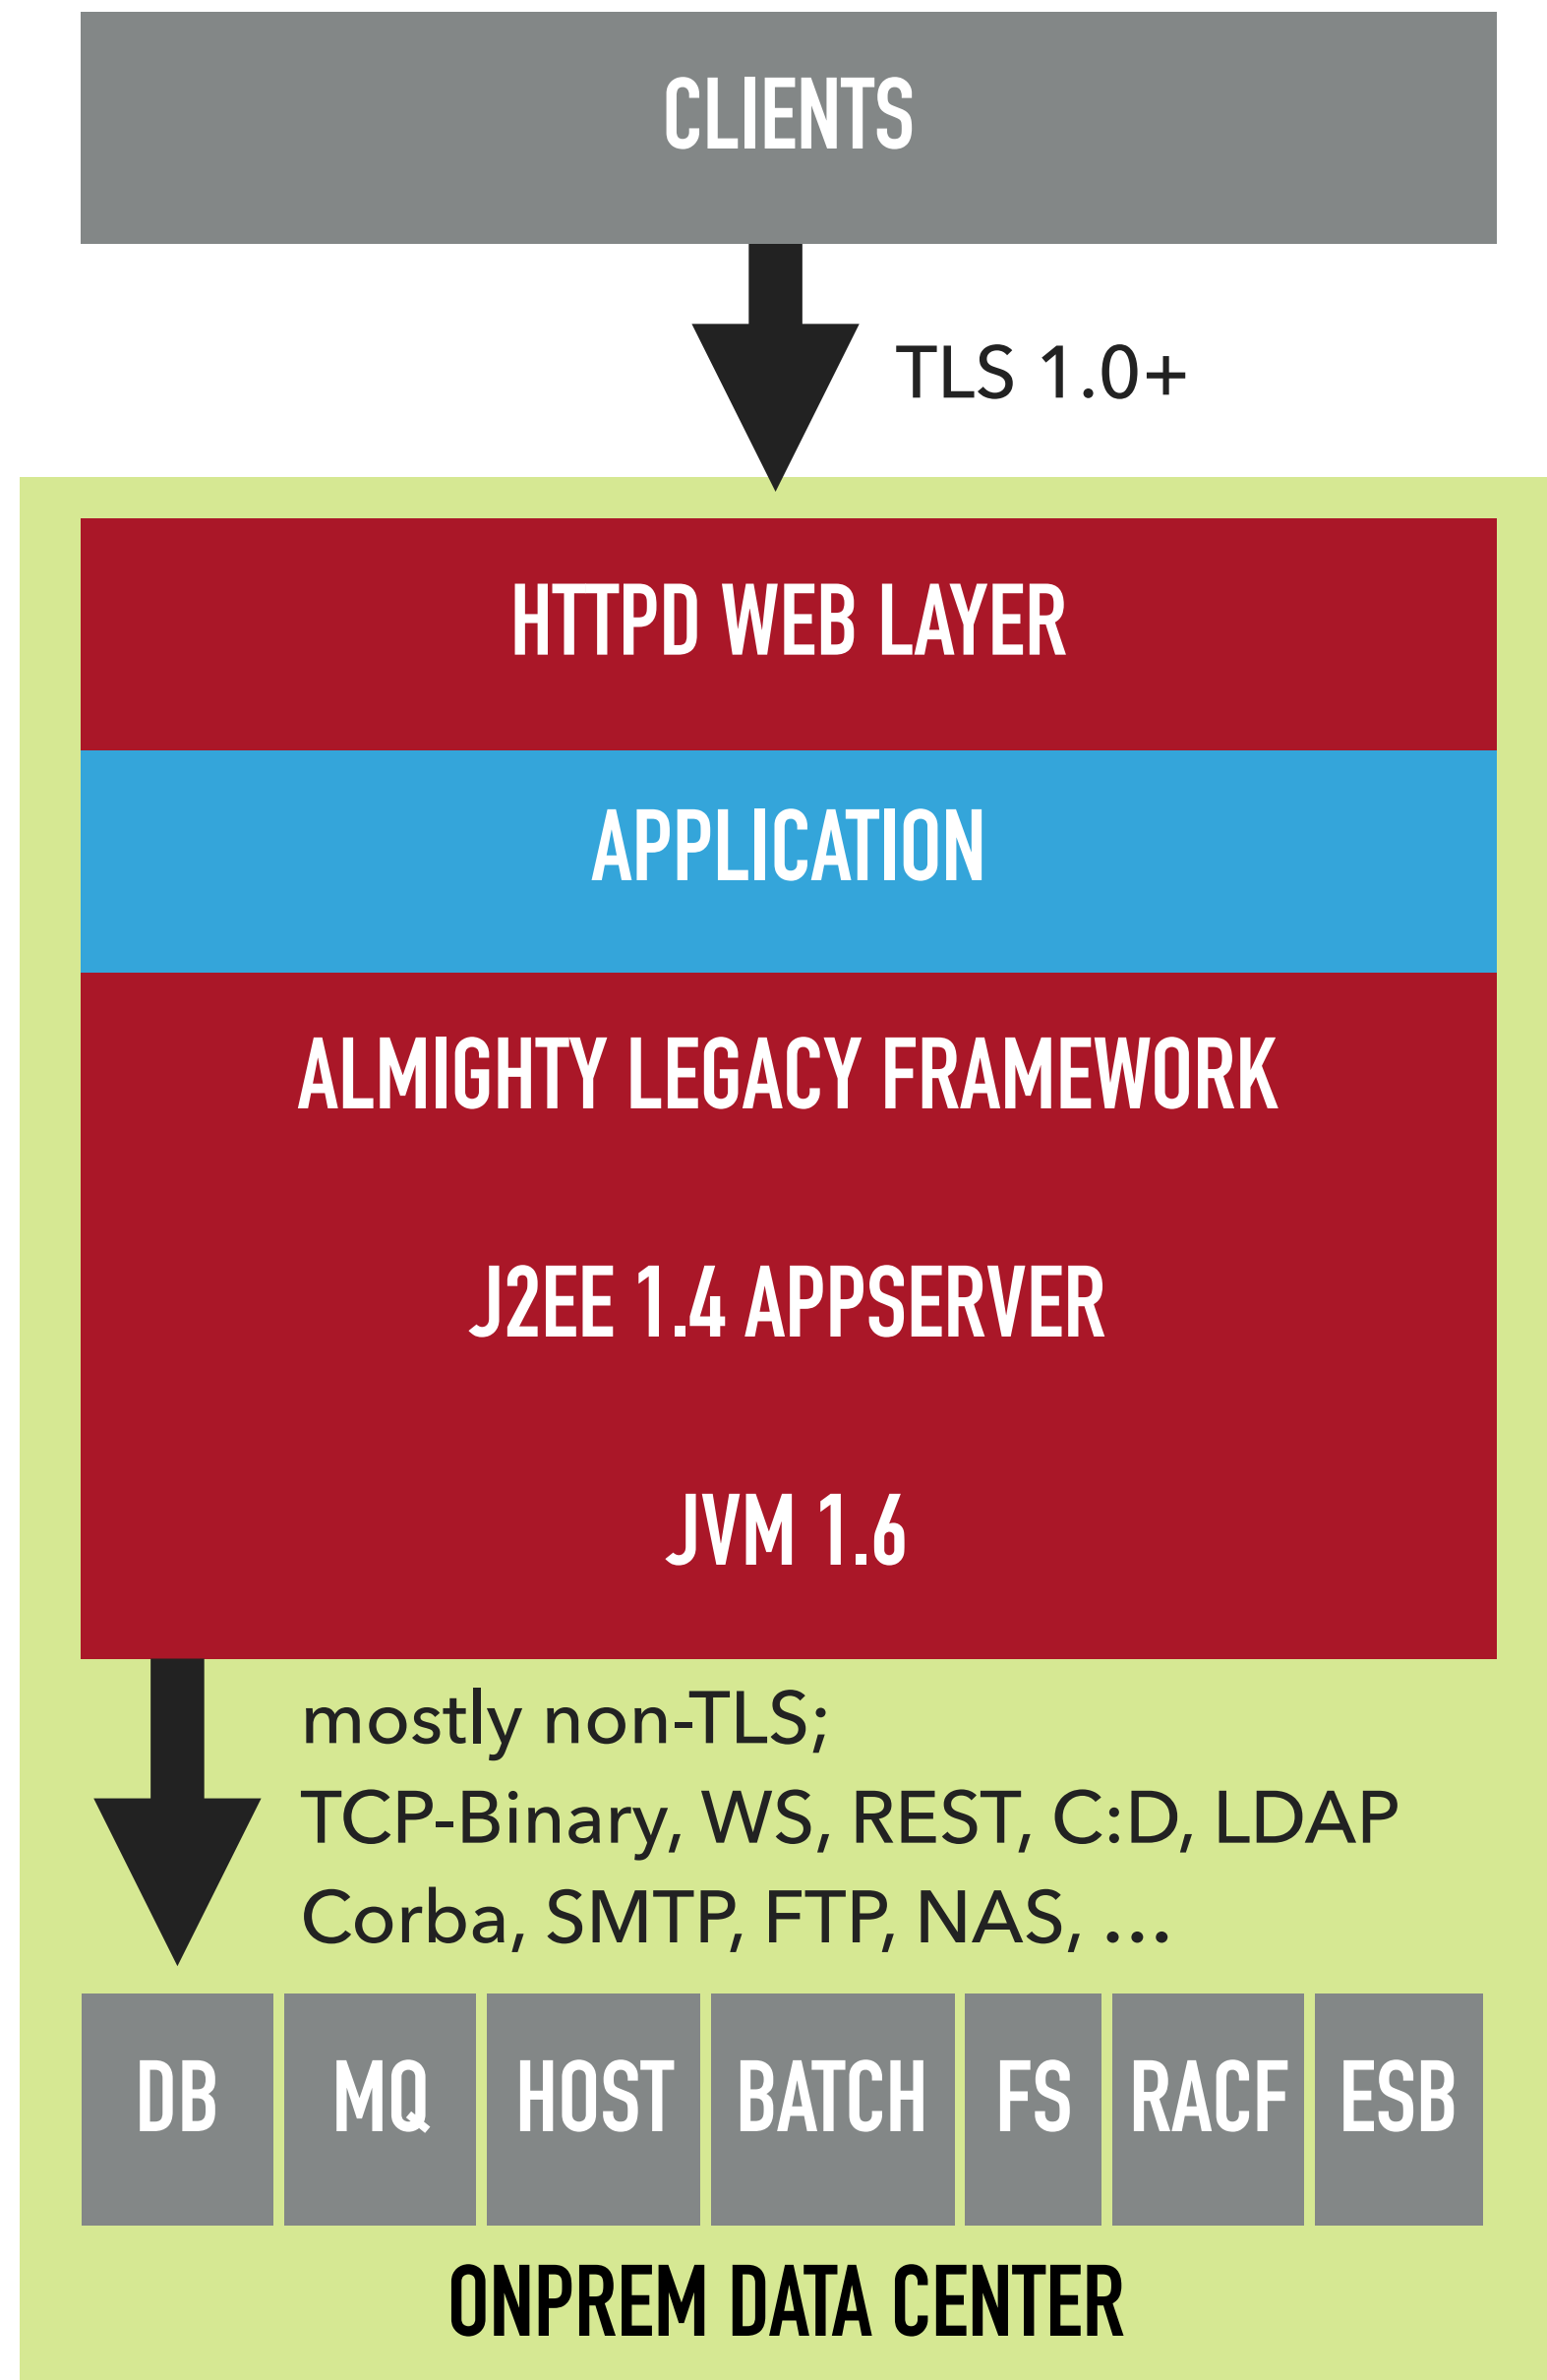 CLIENTS
TLS 1.0+
HTTPD WEB LAYER
APPLICATION
ALMIGHTY LEGACY FRAMEWORK
J2EE 1.4 APPSERVER
JVM 1.6
mostly non-TLS;
TCP-Binary, WS, REST, C:D, LDAP
Corba, SMTP, FTP, NAS, ...
DB MQ HOST BATCH FS RACF ESB
ONPREM DATA CENTER